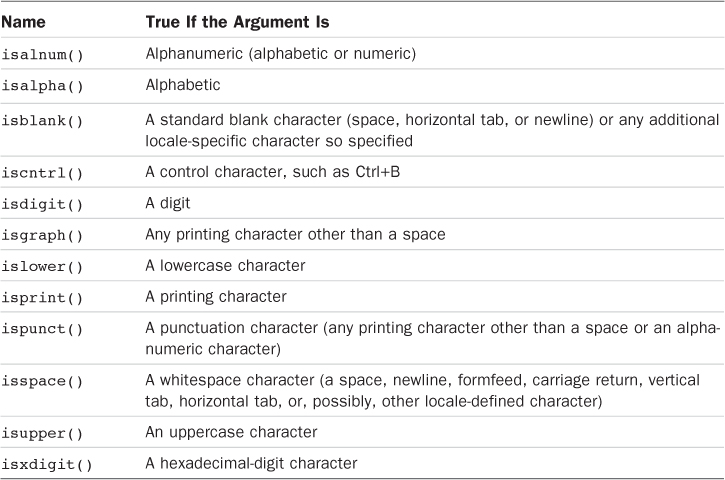 Name True If the Argument Is
isalnum() Alphanumeric (alphabetic or numeric)
isalpha() Alphabetic
isblank() A standard blank character (space, horizontal tab, or newline) or any additional
locale-specific character so specified
iscntrl() A control character, such as Ctrl+B
isdigit() A digit
isgraph() Any printing character other than a space
islower() A lowercase character
isprint() A printing character
ispunct() A punctuation character (any printing character other than a space or an alpha-
numeric character)
isspace() A whitespace character (a space, newline, formfeed, carriage return, vertical
tab, horizontal tab, or, possibly, other locale-defined character)
isupper() An uppercase character
isxdigit() A hexadecimal-digit character